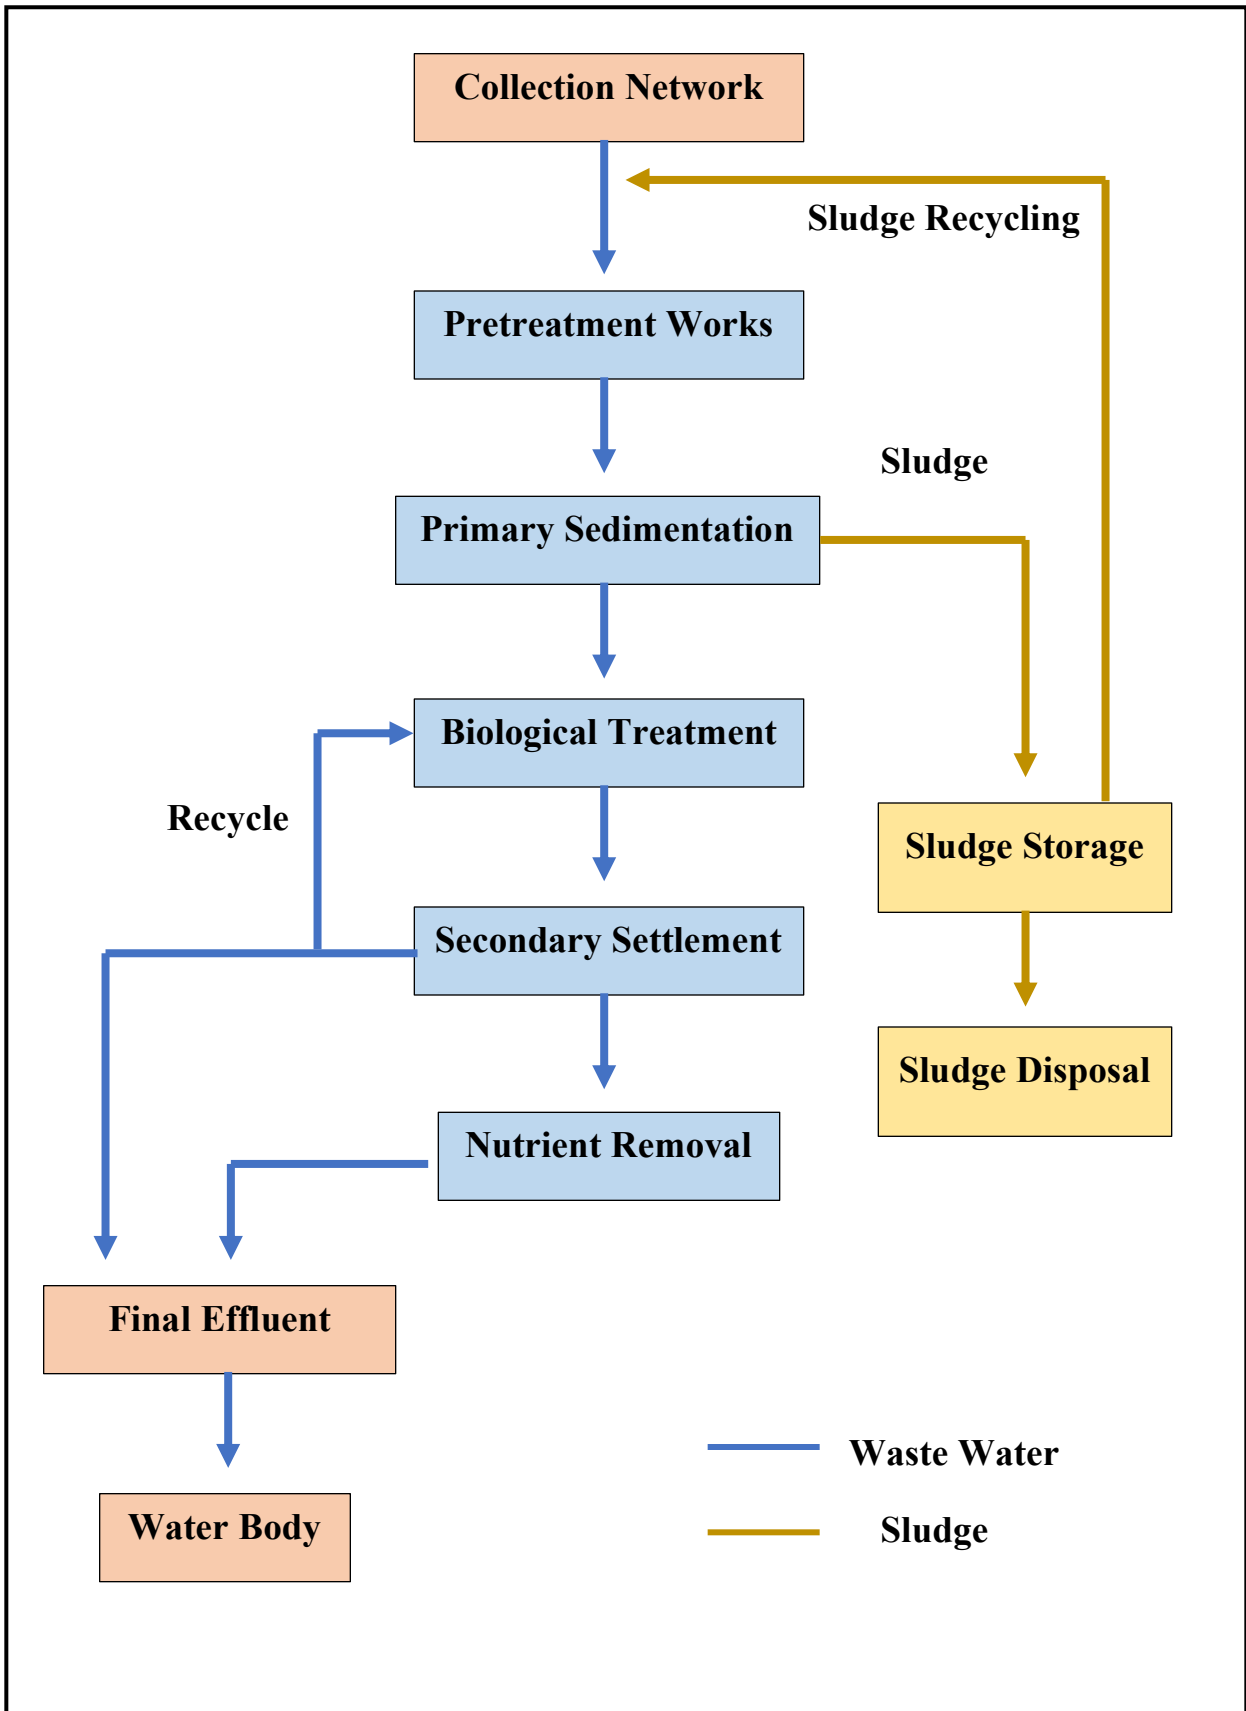 Collection Network
Sludge Recycling
Pretreatment Works
Sludge
Primary Sedimentation
Biological Treatment
Recycle
Sludge Storage
Secondary Settlement
Sludge Disposal
Nutrient Removal
Final Effluent
Waste Water
Water Body
Sludge